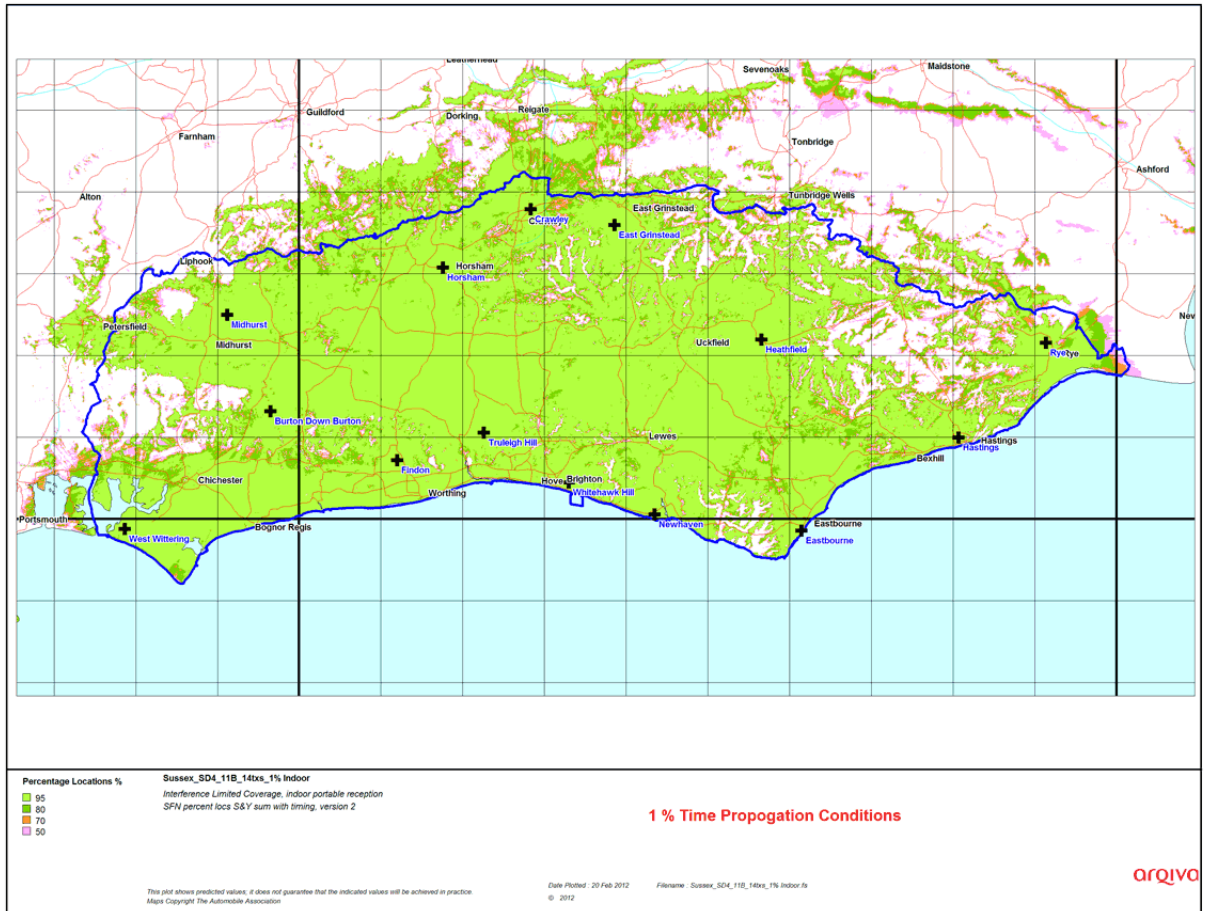 Leatherhead
Sevenoaks
Maidstone
Guildford
Reigate
Dorking
Farnham
Tonbridge
Ashford
Alton
Tunbridge Wells
East Grinstead
Crawley
East Grinstead
Liphook
Horsham
Horsham
New
Petersfield
Midhurst
Midhurst
Uckfield
Heathfield
Rye
Burton Down Burton
Truleigh Hill
Lewes
Hastings
Hastings
Findon
Bexhill
Chichester
Hove
Brighton
Worthing
Whitehawk Hill
Portsmouth
Bognor Regis
Newhaven
Eastbourne
West Wittering
Eastbourne
Percentage Locations %
95
80
70
50
Sussex_SD4_11B_14txs_1% Indoor
Interference Limited Coverage, indoor portable reception
SFN percent locs S&Y sum with timing, version 2
1 % Time Propogation Conditions
arqiva
This plot shows predicted values; it does not guarantee that the indicated values will be achieved in practice.
Maps Copyright The Automobile Association
Date Plotted : 20 Feb 2012
Filename : Sussex_SD4_11B_14txs_1% Indoor.fs
© 2012